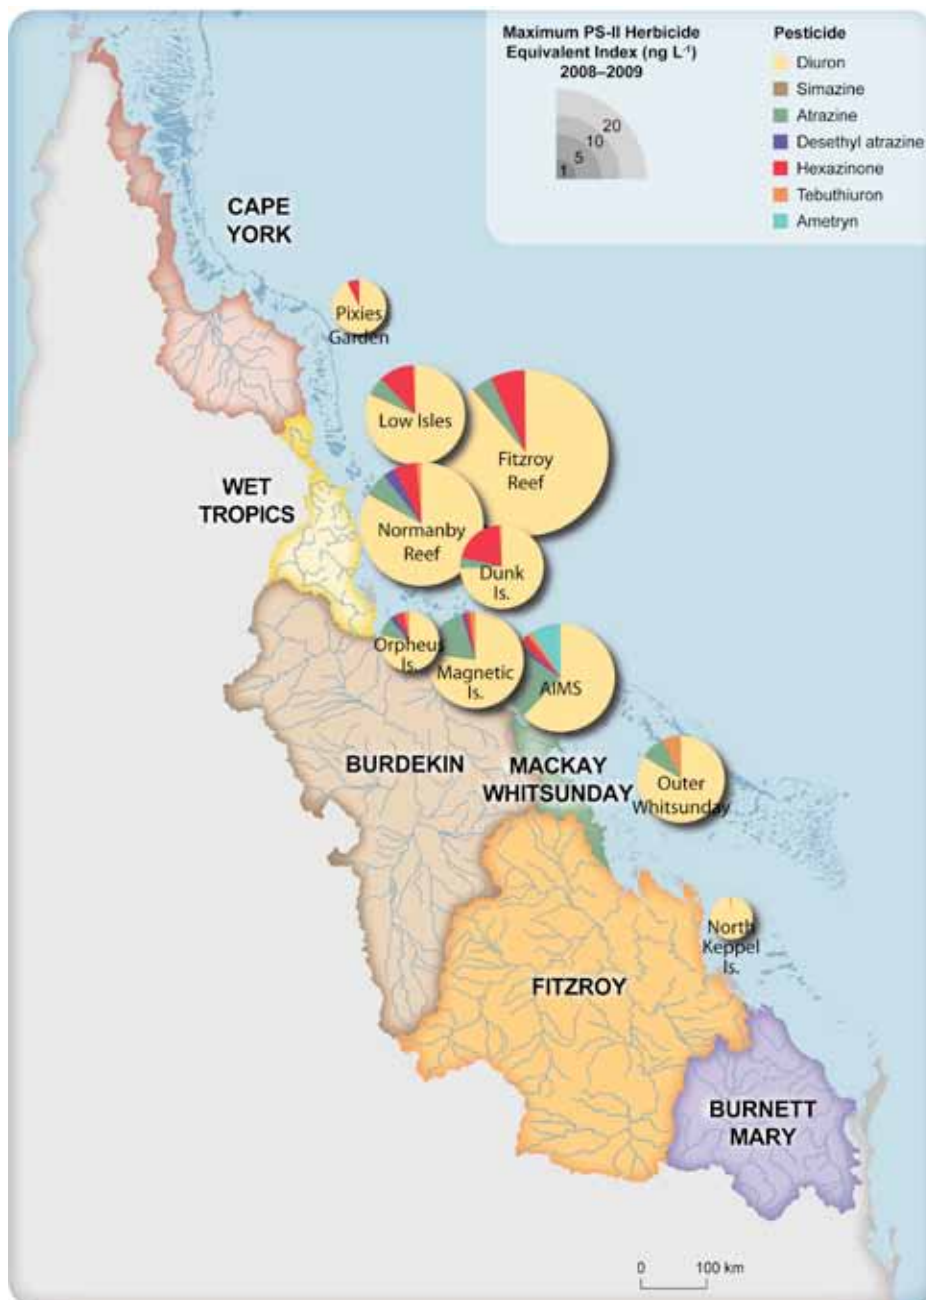 Maximum PS-II Herbicide
Equivalent Index (ng L⁻¹)
2008–2009
20
10
5
1
Pesticide
Diuron
Simazine
Atrazine
Desethyl atrazine
Hexazinone
Tebuthiuron
Ametryn
CAPE
YORK
Pixies
Garden
Low Isles
Fitzroy
Reef
WET
TROPICS
Normanby
Reef
Dunk
Is.
Orpheus
Is.
Magnetic
Is.
AIMS
BURDEKIN
MACKAY
WHITSUNDAY
Outer
Whitsunday
North
Keppel
Is.
FITZROY
BURNETT
MARY
0 100 km